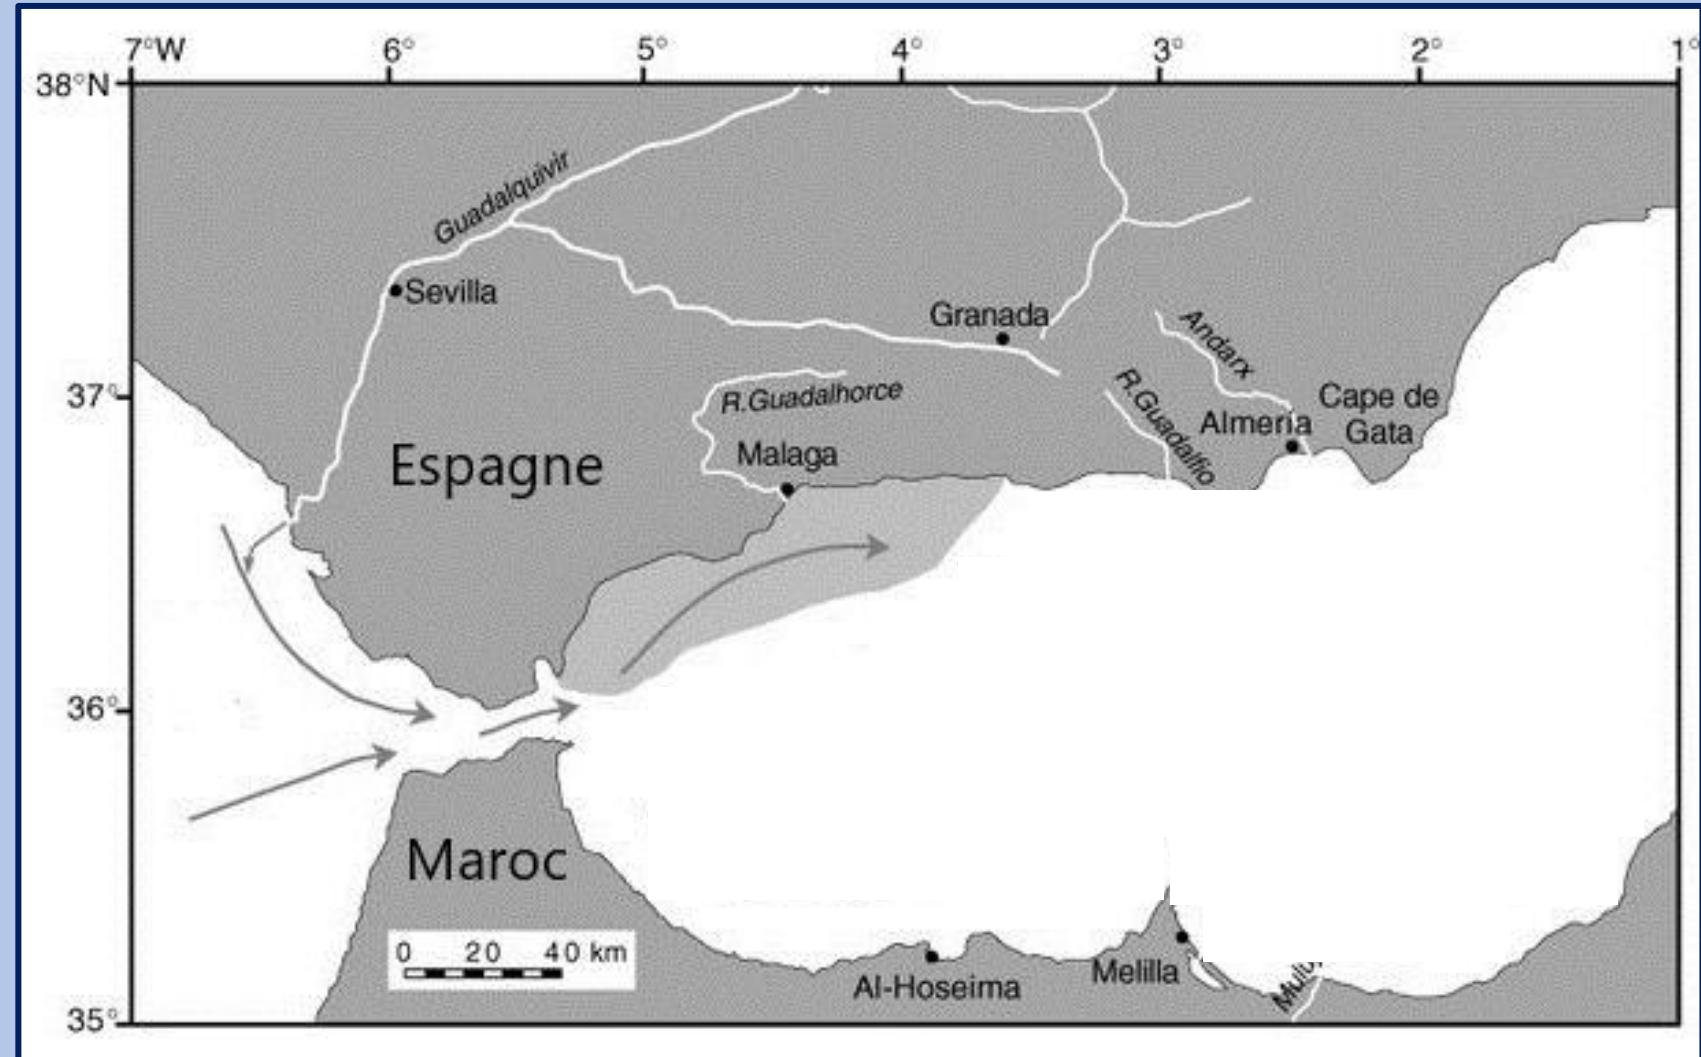 7°W 6° 5° 4° 3° 2° 1°
38°N
Guadalquivir
Sevilla
Granada
Andarx
37°
R.Guadalhorce
R.Guadalfio
Cape de
Gata
Almeria
Malaga
Espagne
36°
Maroc
0 20 40 km
Al-Hoseima
Melilla
35°